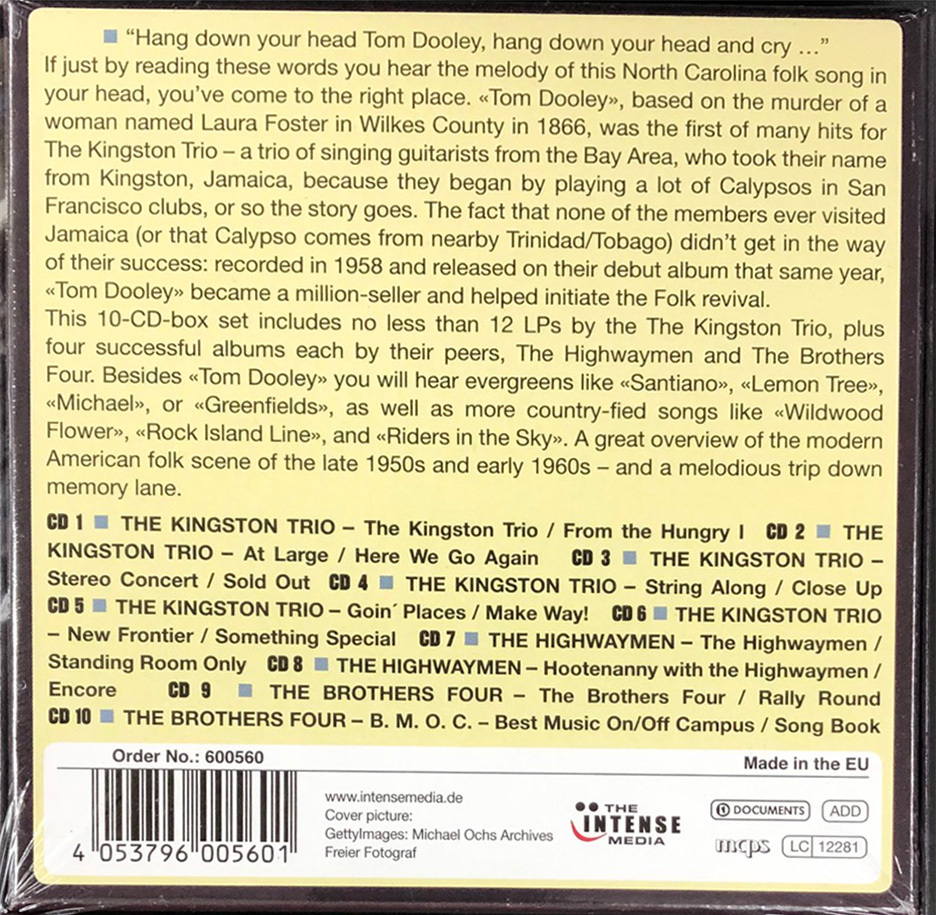 ■ “Hang down your head Tom Dooley, hang down your head and cry ...”
If just by reading these words you hear the melody of this North Carolina folk song in
your head, you’ve come to the right place. «Tom Dooley», based on the murder of a
woman named Laura Foster in Wilkes County in 1866, was the first of many hits for
The Kingston Trio – a trio of singing guitarists from the Bay Area, who took their name
from Kingston, Jamaica, because they began by playing a lot of Calypsos in San
Francisco clubs, or so the story goes. The fact that none of the members ever visited
Jamaica (or that Calypso comes from nearby Trinidad/Tobago) didn’t get in the way
of their success: recorded in 1958 and released on their debut album that same year,
«Tom Dooley» became a million-seller and helped initiate the Folk revival.
This 10-CD-box set includes no less than 12 LPs by the The Kingston Trio, plus
four successful albums each by their peers, The Highwaymen and The Brothers
Four. Besides «Tom Dooley» you will hear evergreens like «Santiano», «Lemon Tree»,
«Michael», or «Greenfields», as well as more country-fied songs like «Wildwood
Flower», «Rock Island Line», and «Riders in the Sky». A great overview of the modern
American folk scene of the late 1950s and early 1960s – and a melodious trip down
memory lane.
CD 1 ■ THE KINGSTON TRIO – The Kingston Trio / From the Hungry I CD 2 ■ THE
KINGSTON TRIO – At Large / Here We Go Again CD 3 ■ THE KINGSTON TRIO –
Stereo Concert / Sold Out CD 4 ■ THE KINGSTON TRIO – String Along / Close Up
CD 5 ■ THE KINGSTON TRIO – Goin´ Places / Make Way! CD 6 ■ THE KINGSTON TRIO
– New Frontier / Something Special CD 7 ■ THE HIGHWAYMEN – The Highwaymen /
Standing Room Only CD 8 ■ THE HIGHWAYMEN – Hootenanny with the Highwaymen /
Encore CD 9 ■ THE BROTHERS FOUR – The Brothers Four / Rally Round
CD 10 ■ THE BROTHERS FOUR – B. M. O. C. – Best Music On/Off Campus / Song Book
Order No.: 600560
Made in the EU
4 053796 005601
www.intensemedia.de
Cover picture:
GettyImages: Michael Ochs Archives
Freier Fotograf
THE
INTENSE
MEDIA
DOCUMENTS
ADD
mcps
LC 12281